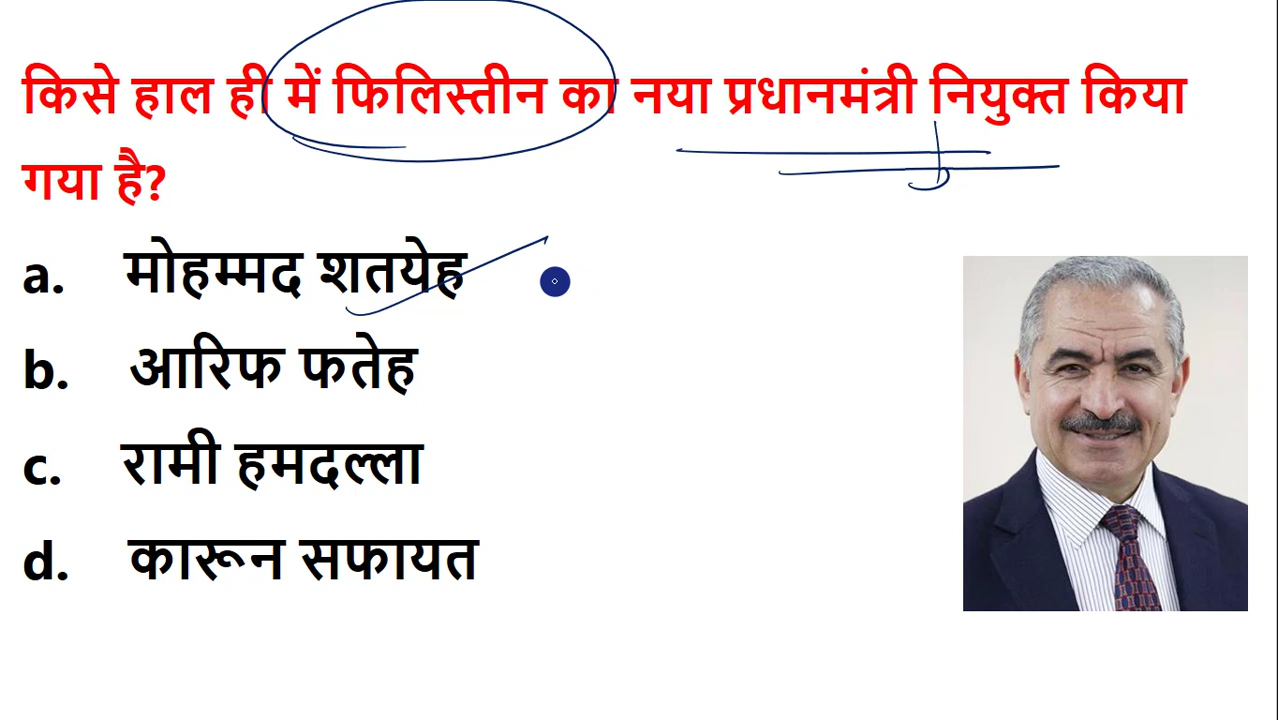 किसे हाल ही में फिलिस्तीन का नया प्रधानमंत्री नियुक्त किया
गया है?
a. मोहम्मद शतयेह
b. आरिफ फतेह
c. रामी हमदल्ला
d. कारून सफायत